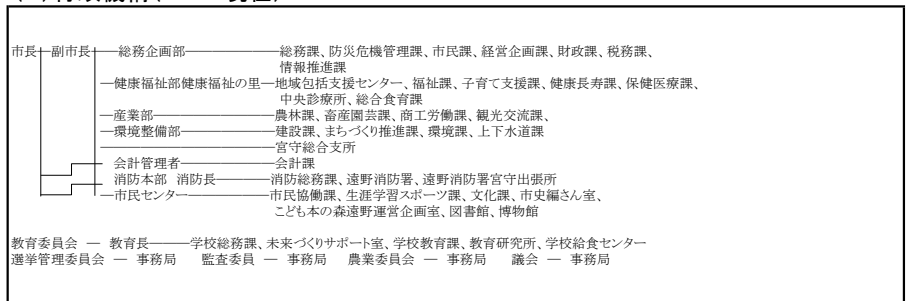 市長 副市長 総務企画部 総務課、防災危機管理課、市民課、経営企画課、財政課、税務課、
情報推進課
健康福祉部健康福祉の里 地域包括支援センター、福祉課、子育て支援課、健康長寿課、保健医療課、
中央診療所、総合食育課
産業部 農林課、畜産園芸課、商工労働課、観光交流課、
環境整備部 建設課、まちづくり推進課、環境課、上下水道課
宮守総合支所
会計管理者 会計課
消防本部 消防長 消防総務課、遠野消防署、遠野消防署宮守出張所
市民センター 市民協働課、生涯学習スポーツ課、文化課、市史編さん室、
こども本の森遠野運営企画室、図書館、博物館
教育委員会 ― 教育長 学校総務課、未来づくりサポート室、学校教育課、教育研究所、学校給食センター
選挙管理委員会 ― 事務局 監査委員 ― 事務局 農業委員会 ― 事務局 議会 ― 事務局